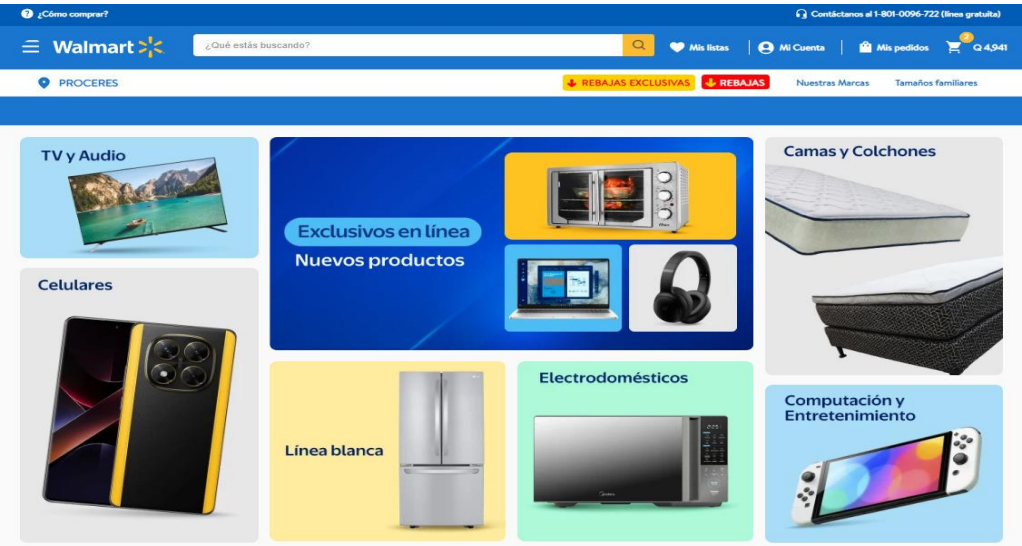 ¿Cómo comprar?
Contáctanos al 1-801-0096-722 (línea gratuita)
Walmart
¿Qué estás buscando?
Mis listas
Mi Cuenta
Mis pedidos
2
Q 4,941
PROCERES
REBAJAS EXCLUSIVAS
REBAJAS
Nuestras Marcas
Tamaños familiares
TV y Audio
Exclusivos en línea
Nuevos productos
Camas y Colchones
Celulares
Línea blanca
Electrodomésticos
Computación y
Entretenimiento